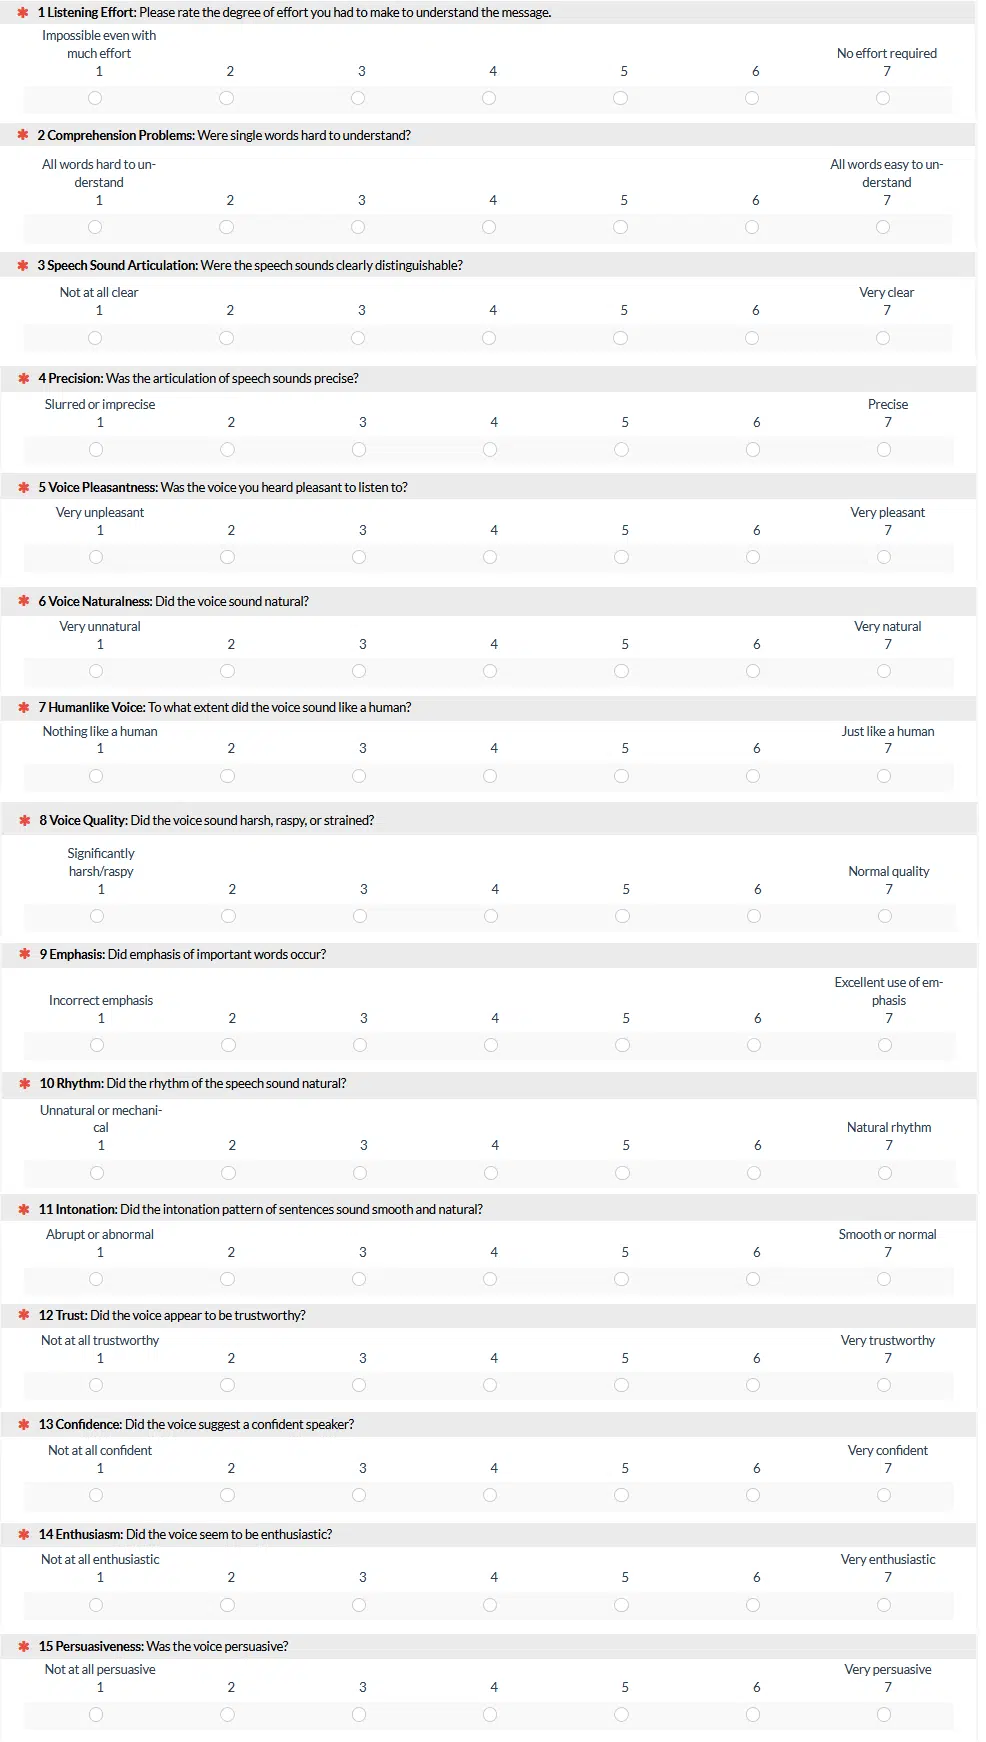 * 1 Listening Effort: Please rate the degree of effort you had to make to understand the message.
Impossible even with
much effort No effort required
1 2 3 4 5 6 7
* 2 Comprehension Problems: Were single words hard to understand?
All words hard to un- All words easy to un-
derstand derstand
1 2 3 4 5 6 7
* 3 Speech Sound Articulation: Were the speech sounds clearly distinguishable?
Not at all clear Very clear
1 2 3 4 5 6 7
* 4 Precision: Was the articulation of speech sounds precise?
Slurred or imprecise Precise
1 2 3 4 5 6 7
* 5 Voice Pleasantness: Was the voice you heard pleasant to listen to?
Very unpleasant Very pleasant
1 2 3 4 5 6 7
* 6 Voice Naturalness: Did the voice sound natural?
Very unnatural Very natural
1 2 3 4 5 6 7
* 7 Humanlike Voice: To what extent did the voice sound like a human?
Nothing like a human Just like a human
1 2 3 4 5 6 7
* 8 Voice Quality: Did the voice sound harsh, raspy, or strained?
Significantly
harsh/raspy Normal quality
1 2 3 4 5 6 7
* 9 Emphasis: Did emphasis of important words occur?
Excellent use of em-
Incorrect emphasis phasis
1 2 3 4 5 6 7
* 10 Rhythm: Did the rhythm of the speech sound natural?
Unnatural or mechani-
cal Natural rhythm
1 2 3 4 5 6 7
* 11 Intonation: Did the intonation pattern of sentences sound smooth and natural?
Abrupt or abnormal Smooth or normal
1 2 3 4 5 6 7
* 12 Trust: Did the voice appear to be trustworthy?
Not at all trustworthy Very trustworthy
1 2 3 4 5 6 7
* 13 Confidence: Did the voice suggest a confident speaker?
Not at all confident Very confident
1 2 3 4 5 6 7
* 14 Enthusiasm: Did the voice seem to be enthusiastic?
Not at all enthusiastic Very enthusiastic
1 2 3 4 5 6 7
* 15 Persuasiveness: Was the voice persuasive?
Not at all persuasive Very persuasive
1 2 3 4 5 6 7